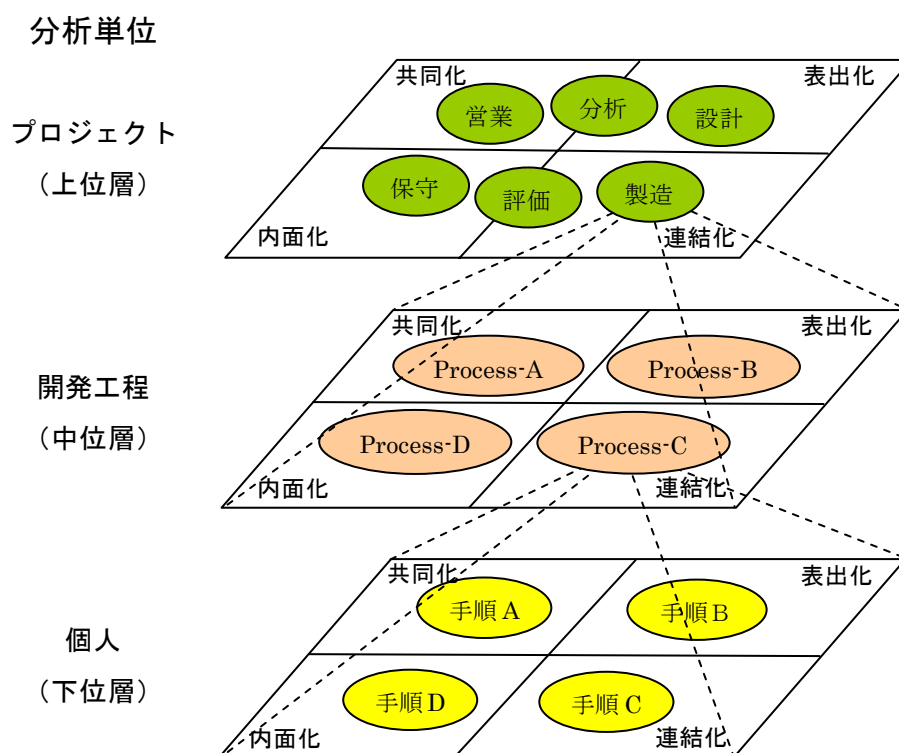 分析単位
プロジェクト
（上位層）
共同化
表出化
営業
分析
設計
保守
評価
製造
内面化
連結化
開発工程
（中位層）
共同化
表出化
Process-A
Process-B
Process-D
Process-C
内面化
連結化
個人
（下位層）
共同化
表出化
手順A
手順B
手順D
手順C
内面化
連結化